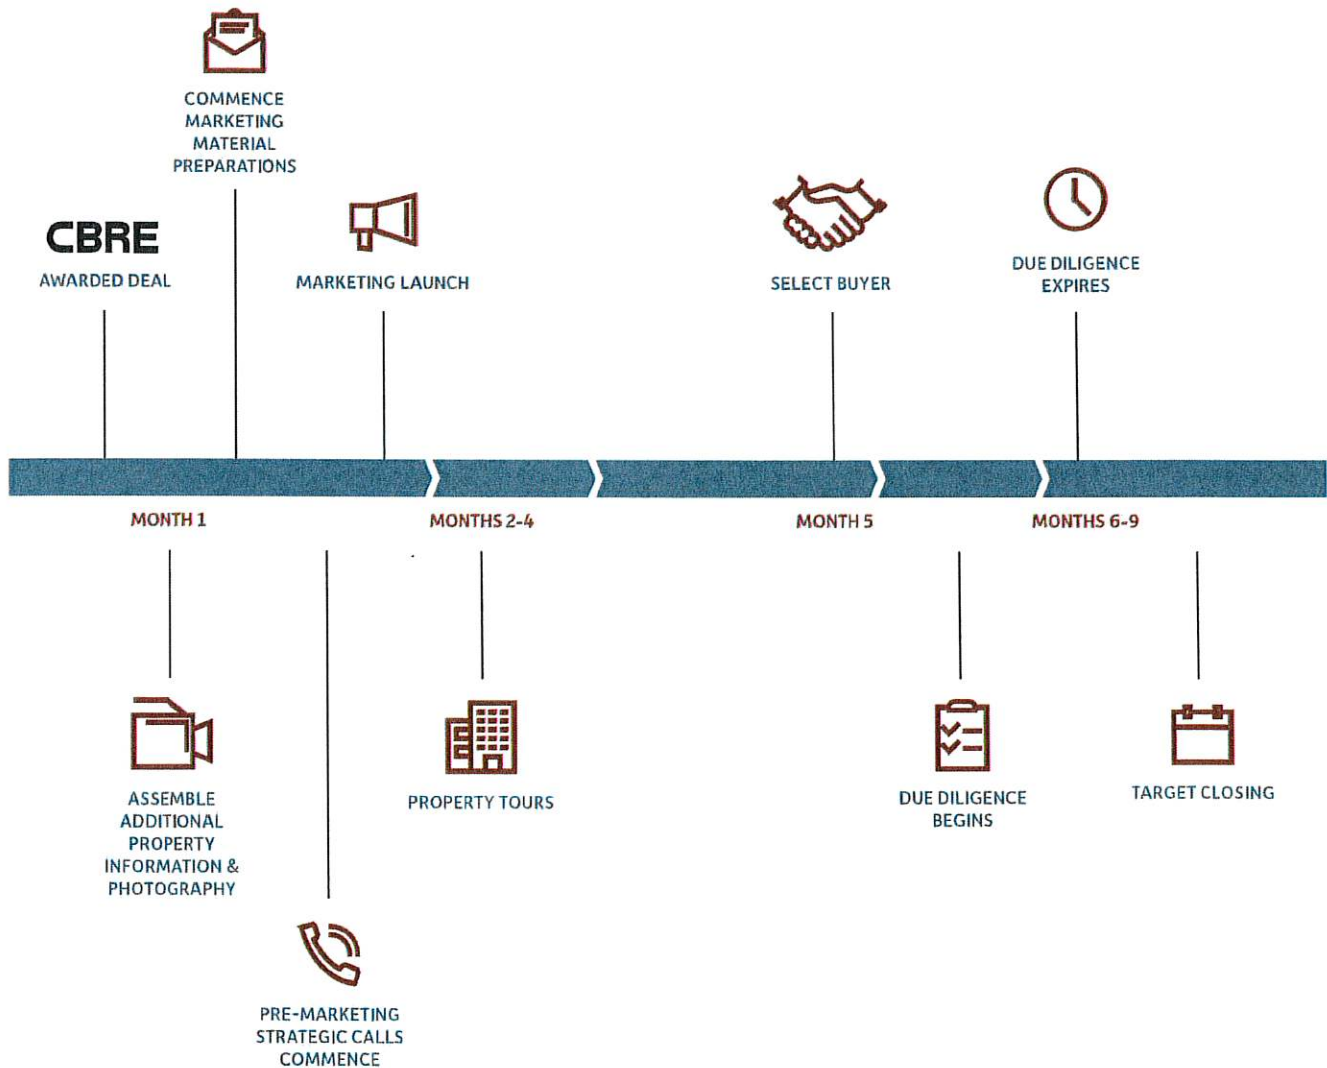 COMMENCE
MARKETING
MATERIAL
PREPARATIONS
CBRE
AWARDED DEAL
MARKETING LAUNCH
SELECT BUYER
DUE DILIGENCE
EXPIRES
MONTH 1
MONTHS 2-4
MONTH 5
MONTHS 6-9
ASSEMBLE
ADDITIONAL
PROPERTY
INFORMATION &
PHOTOGRAPHY
PROPERTY TOURS
DUE DILIGENCE
BEGINS
TARGET CLOSING
PRE-MARKETING
STRATEGIC CALLS
COMMENCE